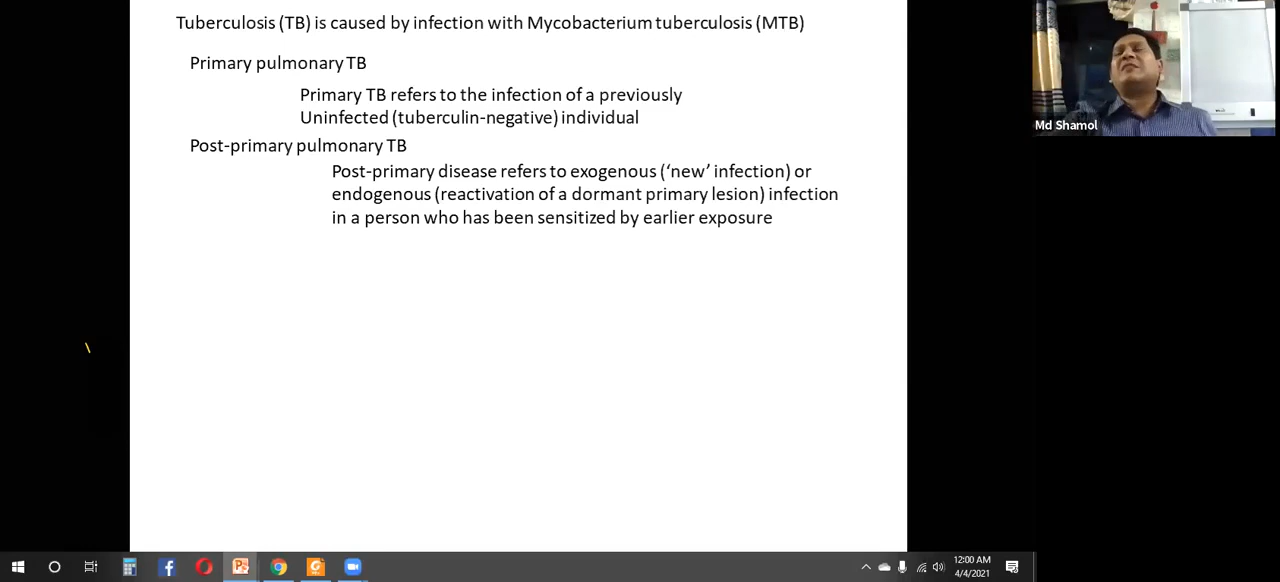 Tuberculosis (TB) is caused by infection with Mycobacterium tuberculosis (MTB)
Primary pulmonary TB
Primary TB refers to the infection of a previously
Uninfected (tuberculin-negative) individual
Post-primary pulmonary TB
Post-primary disease refers to exogenous (‘new’ infection) or
endogenous (reactivation of a dormant primary lesion) infection
in a person who has been sensitized by earlier exposure
Md Shamol
12:00 AM
4/4/2021